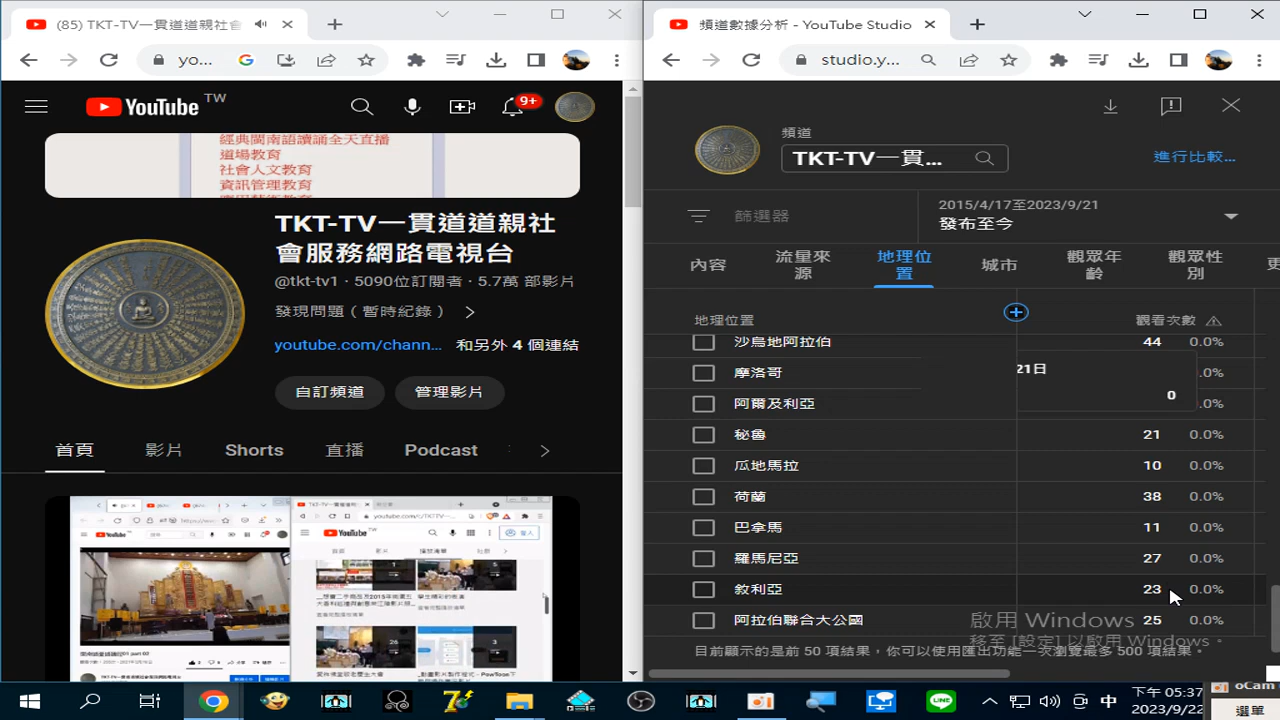 (85) TKT-TV一貫道道親社會
yo...
YouTube TW
9+
經典閩南語讀誦全天直播
道場教育
社會人文教育
資訊管理教育
TKT-TV一貫道道親社
會服務網路電視台
@tkt-tv1 · 5090位訂閱者 · 5.7萬 部影片
發現問題（暫時紀錄）
youtube.com/chann... 和另外 4 個連結
自訂頻道
管理影片
首頁 影片 Shorts 直播 Podcast
YouTube TW
YouTube TW
頻道數據分析 - YouTube Studio
studio.y...
頻道
TKT-TV一貫...
進行比較...
篩選器
2015/4/17至2023/9/21
發布至今
內容
流量來源
地理位置
城市
觀眾年齡
觀眾性別
更
地理位置 觀看次數
沙烏地阿拉伯 44 0.0%
摩洛哥 .0%
21日
0
阿爾及利亞 .0%
秘魯 21 0.0%
瓜地馬拉 10 0.0%
荷蘭 38 0.0%
巴拿馬 11 0.0%
羅馬尼亞 27 0.0%
敘利亞 23 0.0%
阿拉伯聯合大公國 25 0.0%
啟用 Windows
移至 [設定] 以啟用 Windows。
目前顯示的是前 50 項結果，你可以使用匯出功能一次瀏覽最多 500 項結果。
LINE
中
下午 05:37
2023/9/22
oCam
選單